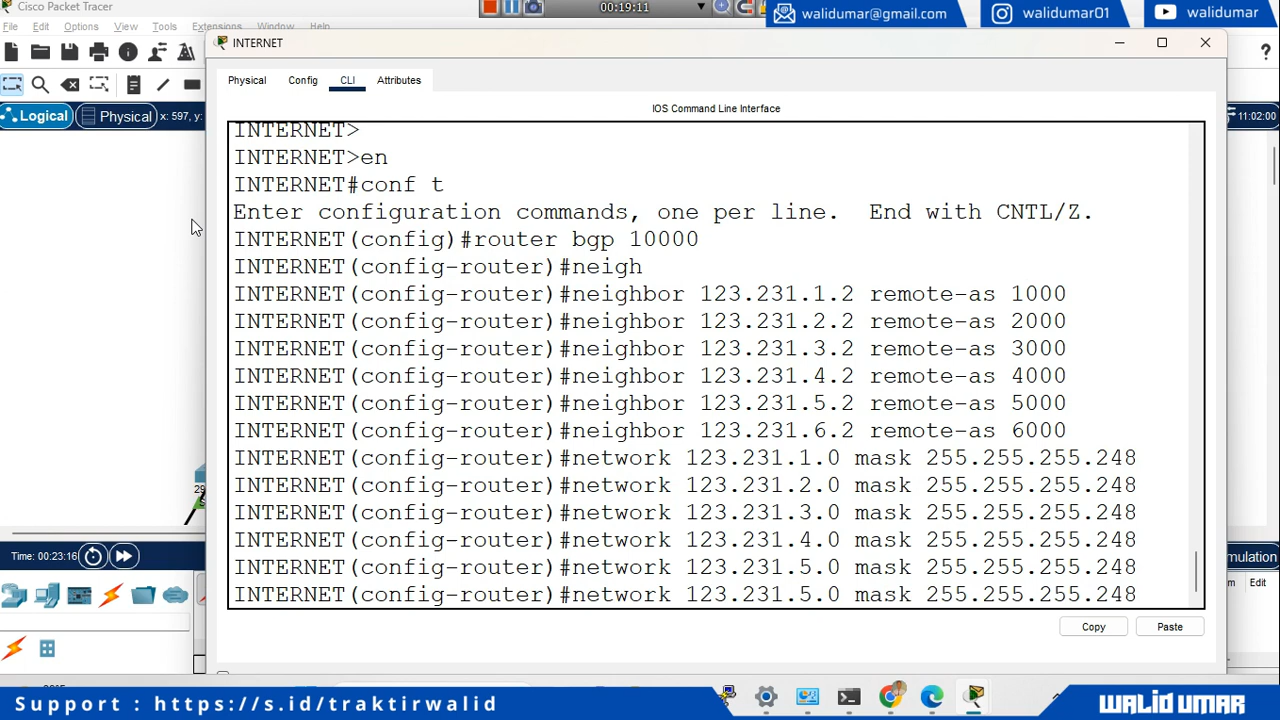 Cisco Packet Tracer
00:19:11
walidumar@gmail.com
walidumar01
walidumar
File Edit Options View Tools Extensions Window Help
INTERNET
Physical Config CLI Attributes
Logical
Physical x: 597, y:
11:02:00
IOS Command Line Interface
INTERNET>
INTERNET>en
INTERNET#conf t
Enter configuration commands, one per line. End with CNTL/Z.
INTERNET(config)#router bgp 10000
INTERNET(config-router)#neigh
INTERNET(config-router)#neighbor 123.231.1.2 remote-as 1000
INTERNET(config-router)#neighbor 123.231.2.2 remote-as 2000
INTERNET(config-router)#neighbor 123.231.3.2 remote-as 3000
INTERNET(config-router)#neighbor 123.231.4.2 remote-as 4000
INTERNET(config-router)#neighbor 123.231.5.2 remote-as 5000
INTERNET(config-router)#neighbor 123.231.6.2 remote-as 6000
INTERNET(config-router)#network 123.231.1.0 mask 255.255.255.248
INTERNET(config-router)#network 123.231.2.0 mask 255.255.255.248
INTERNET(config-router)#network 123.231.3.0 mask 255.255.255.248
INTERNET(config-router)#network 123.231.4.0 mask 255.255.255.248
INTERNET(config-router)#network 123.231.5.0 mask 255.255.255.248
INTERNET(config-router)#network 123.231.5.0 mask 255.255.255.248
Time: 00:23:16
Copy Paste
Edit
Support : https://s.id/traktirwalid
WALID UMAR